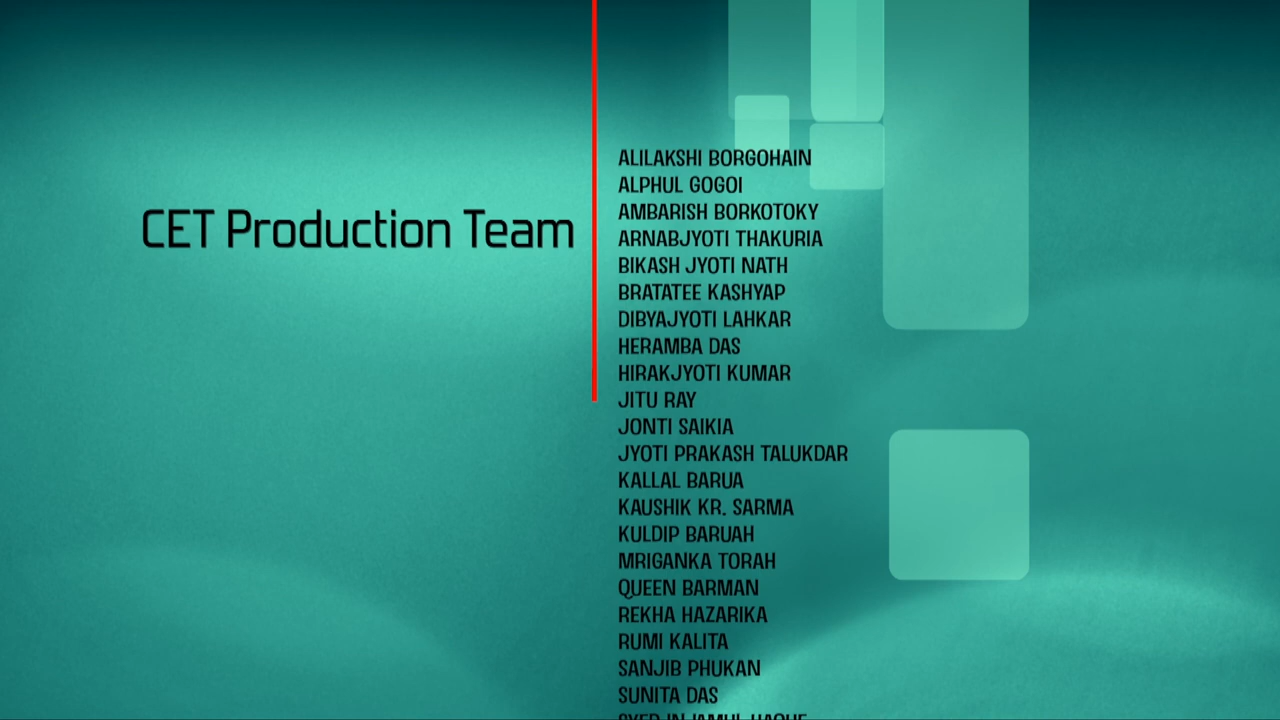 CET Production Team
ALILAKSHI BORGOHAIN
ALPHUL GOGOI
AMBARISH BORKOTOKY
ARNABJYOTI THAKURIA
BIKASH JYOTI NATH
BRATATEE KASHYAP
DIBYAJYOTI LAHKAR
HERAMBA DAS
HIRAKJYOTI KUMAR
JITU RAY
JONTI SAIKIA
JYOTI PRAKASH TALUKDAR
KALLAL BARUA
KAUSHIK KR. SARMA
KULDIP BARUAH
MRIGANKA TORAH
QUEEN BARMAN
REKHA HAZARIKA
RUMI KALITA
SANJIB PHUKAN
SUNITA DAS